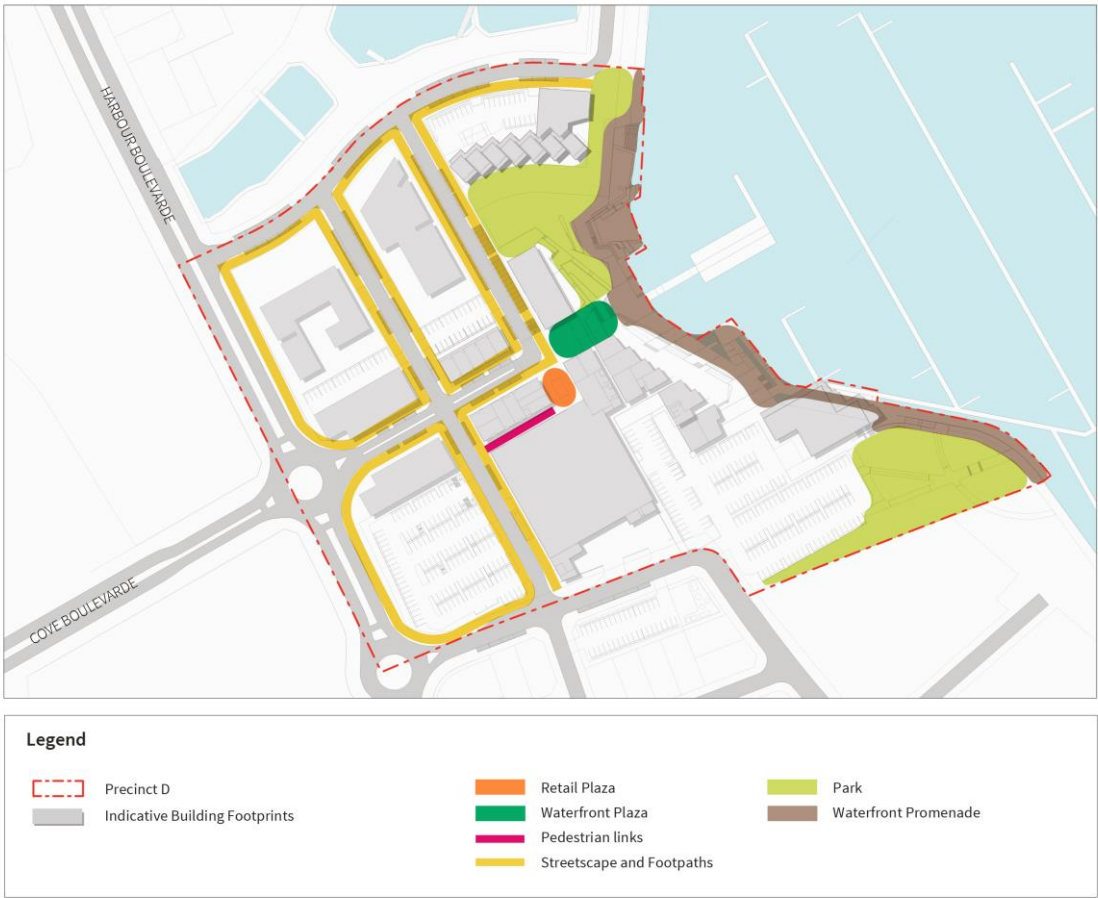 HARBOUR BOULEVARDE
COVE BOULEVARDE
Legend
Precinct D
Indicative Building Footprints
Retail Plaza
Waterfront Plaza
Pedestrian links
Streetscape and Footpaths
Park
Waterfront Promenade